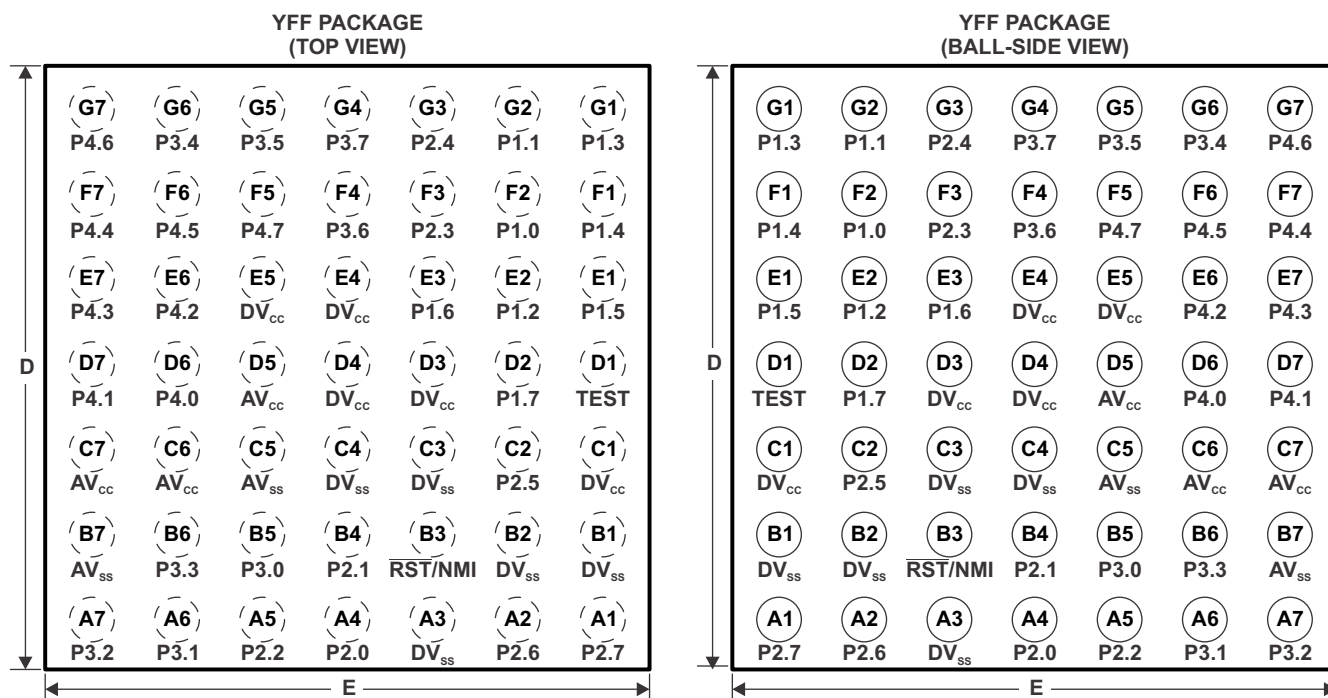 YFF PACKAGE
(TOP VIEW)
G7 G6 G5 G4 G3 G2 G1
P4.6 P3.4 P3.5 P3.7 P2.4 P1.1 P1.3
F7 F6 F5 F4 F3 F2 F1
P4.4 P4.5 P4.7 P3.6 P2.3 P1.0 P1.4
E7 E6 E5 E4 E3 E2 E1
P4.3 P4.2 DVcc DVcc P1.6 P1.2 P1.5
D
D7 D6 D5 D4 D3 D2 D1
P4.1 P4.0 AVcc DVcc DVcc P1.7 TEST
C7 C6 C5 C4 C3 C2 C1
AVcc AVcc AVss DVss DVss P2.5 DVcc
B7 B6 B5 B4 B3 B2 B1
AVss P3.3 P3.0 P2.1 RST/NMI DVss DVss
A7 A6 A5 A4 A3 A2 A1
P3.2 P3.1 P2.2 P2.0 DVss P2.6 P2.7
E
YFF PACKAGE
(BALL-SIDE VIEW)
G1 G2 G3 G4 G5 G6 G7
P1.3 P1.1 P2.4 P3.7 P3.5 P3.4 P4.6
F1 F2 F3 F4 F5 F6 F7
P1.4 P1.0 P2.3 P3.6 P4.7 P4.5 P4.4
E1 E2 E3 E4 E5 E6 E7
P1.5 P1.2 P1.6 DVcc DVcc P4.2 P4.3
D
D1 D2 D3 D4 D5 D6 D7
TEST P1.7 DVcc DVcc AVcc P4.0 P4.1
C1 C2 C3 C4 C5 C6 C7
DVcc P2.5 DVss DVss AVss AVcc AVcc
B1 B2 B3 B4 B5 B6 B7
DVss DVss RST/NMI P2.1 P3.0 P3.3 AVss
A1 A2 A3 A4 A5 A6 A7
P2.7 P2.6 DVss P2.0 P2.2 P3.1 P3.2
E